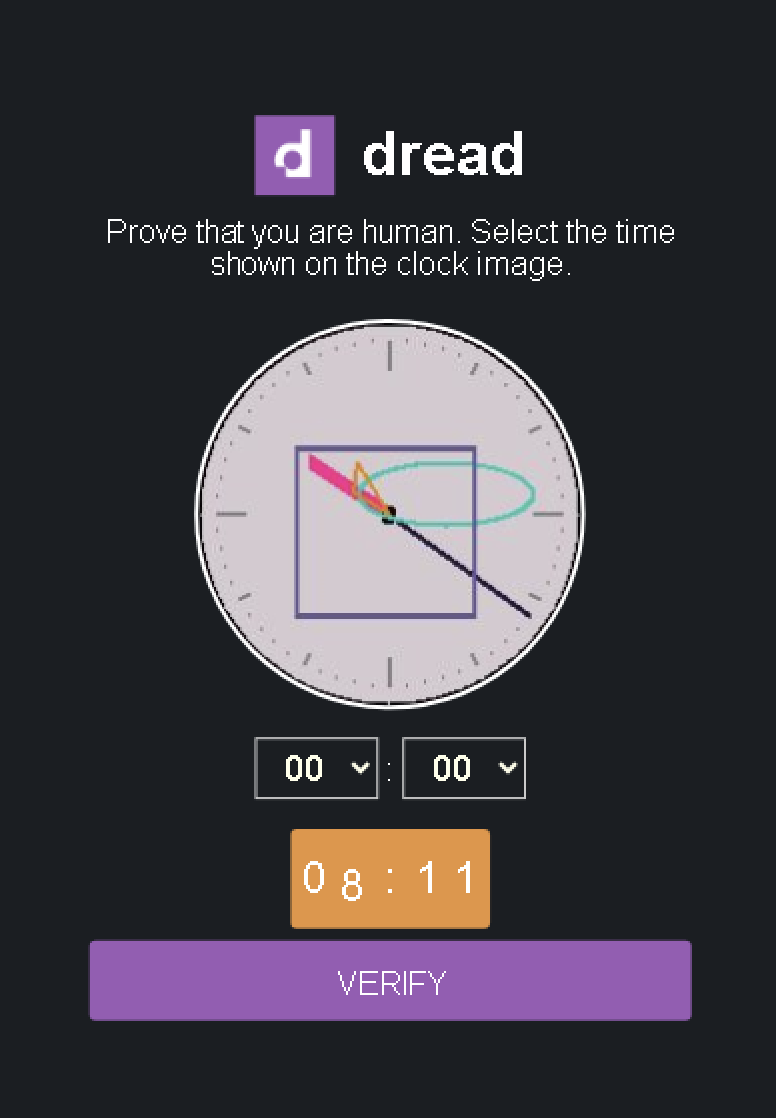 d dread
Prove that you are human. Select the time
shown on the clock image.
00 : 00
08:11
VERIFY